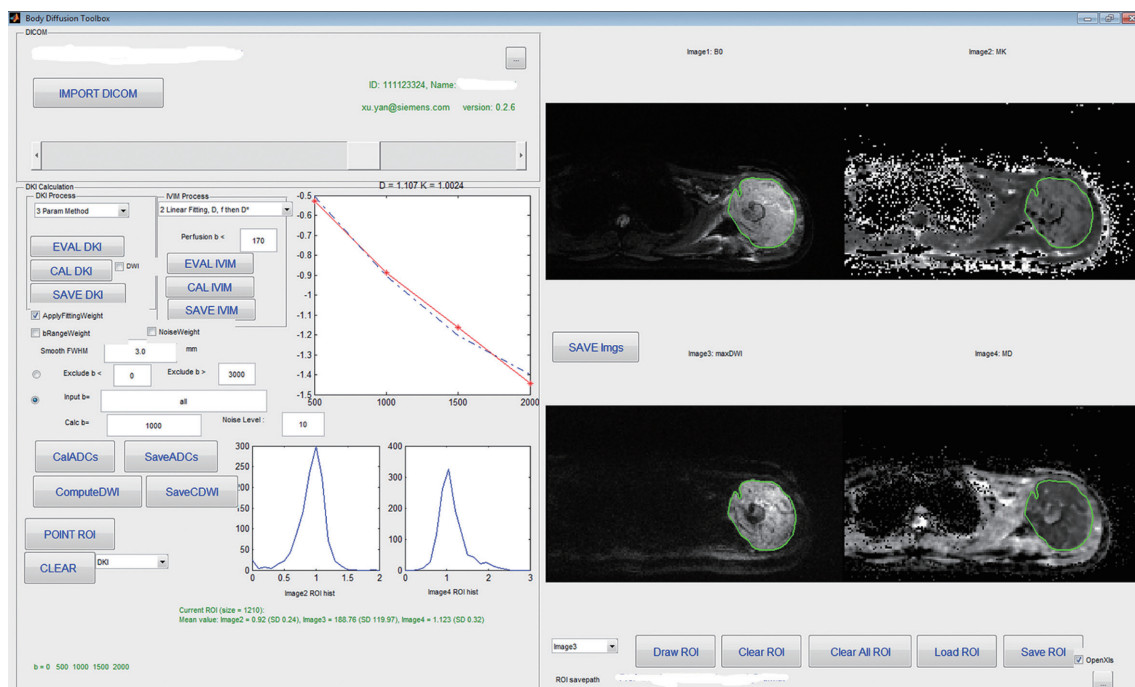 Body Diffusion Toolbox
DICOM
...
IMPORT DICOM
ID: 111123324, Name:
xu.yan@siemens.com version: 0.2.6
DKI Calculation
DKI Process
3 Param Method
EVAL DKI
CAL DKI
DWI
SAVE DKI
IVIM Process
2 Linear Fitting, D, f then D*
Perfusion b <
170
EVAL IVIM
CAL IVIM
SAVE IVIM
ApplyFittingWeight
bRangeWeight
NoiseWeight
Smooth FWHM 3.0 mm
Exclude b < 0 Exclude b > 3000
Input b= all
Calc b= 1000 Noise Level : 10
D = 1.107 K = 1.0024
-0.5
-0.6
-0.7
-0.8
-0.9
-1
-1.1
-1.2
-1.3
-1.4
-1.5
500 1000 1500 2000
CalADCs SaveADCs
ComputeDWI SaveCDWI
POINT ROI
CLEAR DKI
300
250
200
150
100
50
0
0 0.5 1 1.5 2
Image2 ROI hist
400
300
200
100
0
0 1 2 3
Image4 ROI hist
Current ROI (size = 1210):
Mean value: Image2 = 0.92 (SD 0.24), Image3 = 188.76 (SD 119.97), Image4 = 1.123 (SD 0.32)
b = 0 500 1000 1500 2000
Image1: B0
Image2: MK
SAVE Imgs
Image3: maxDWI
Image4: MD
Image3
Draw ROI Clear ROI Clear All ROI Load ROI Save ROI
OpenXls
ROI savepath
...